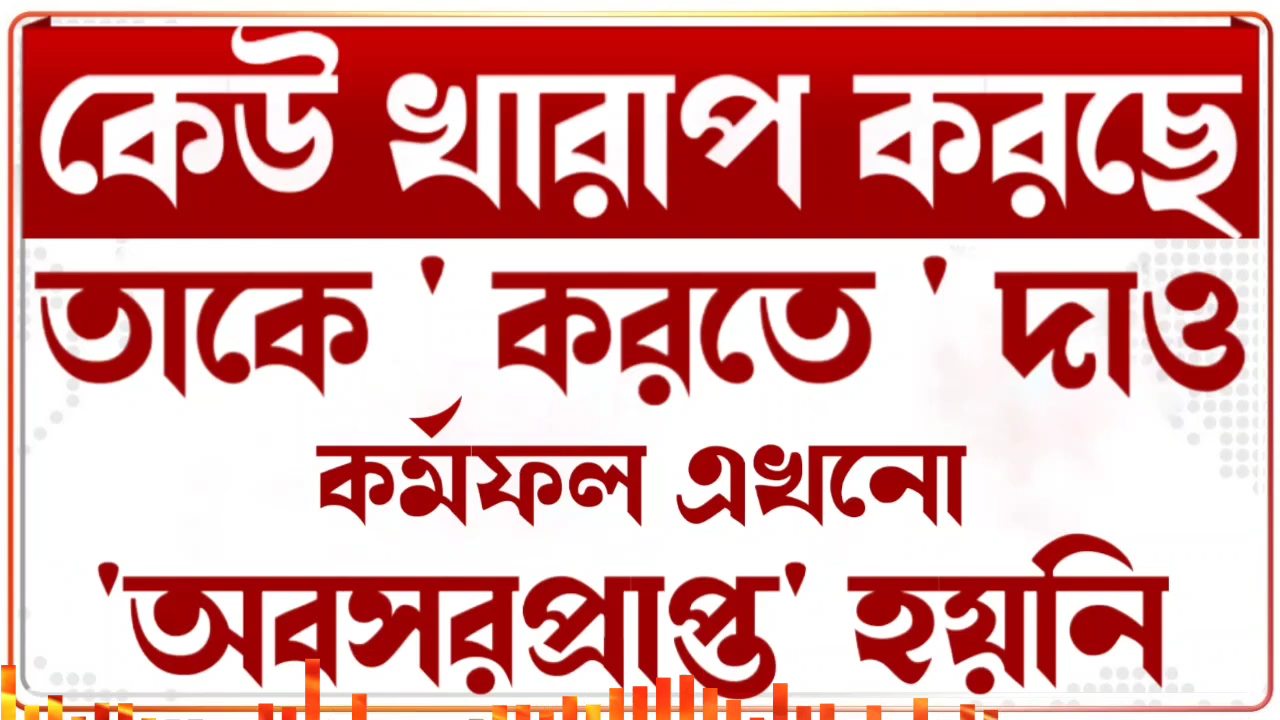 কেউ খারাপ করছে
তাকে ' করতে ' দাও
কর্মফল এখনো
'অবসরপ্রাপ্ত' হয়নি